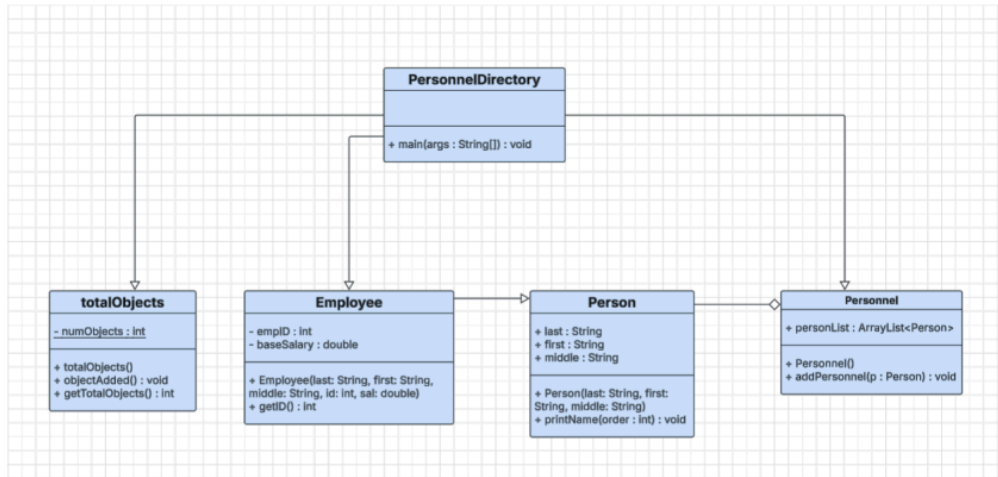 PersonnelDirectory
+ main(args : String[]) : void
totalObjects
- numObjects : int
+ totalObjects()
+ objectAdded() : void
+ getTotalObjects() : int
Employee
- empID : int
- baseSalary : double
+ Employee(last: String, first: String,
middle: String, id: int, sal: double)
+ getID() : int
Person
+ last : String
+ first : String
+ middle : String
+ Person(last: String, first:
String, middle: String)
+ printName(order : int) : void
Personnel
+ personList : ArrayList<Person>
+ Personnel()
+ addPersonnel(p : Person) : void